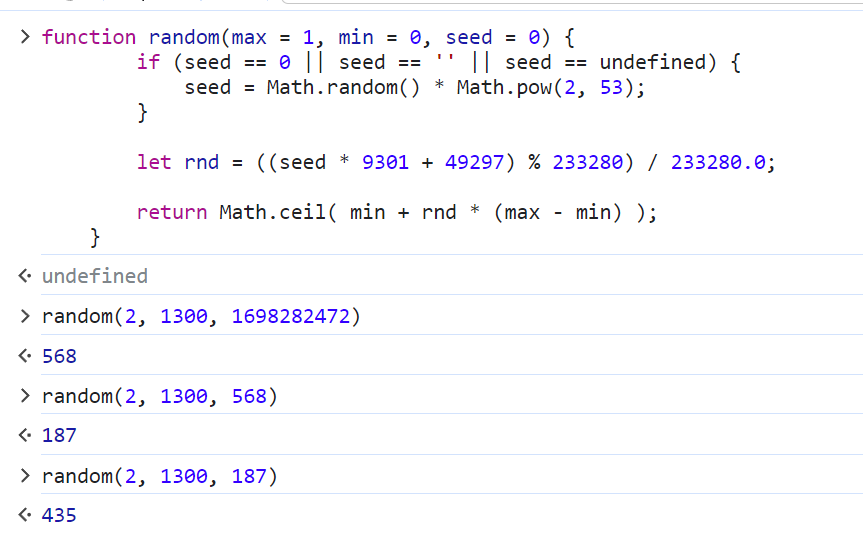 > function random(max = 1, min = 0, seed = 0) {
        if (seed == 0 || seed == '' || seed == undefined) {
            seed = Math.random() * Math.pow(2, 53);
        }

        let rnd = ((seed * 9301 + 49297) % 233280) / 233280.0;

        return Math.ceil( min + rnd * (max - min) );
    }
undefined
> random(2, 1300, 1698282472)
568
> random(2, 1300, 568)
187
> random(2, 1300, 187)
435